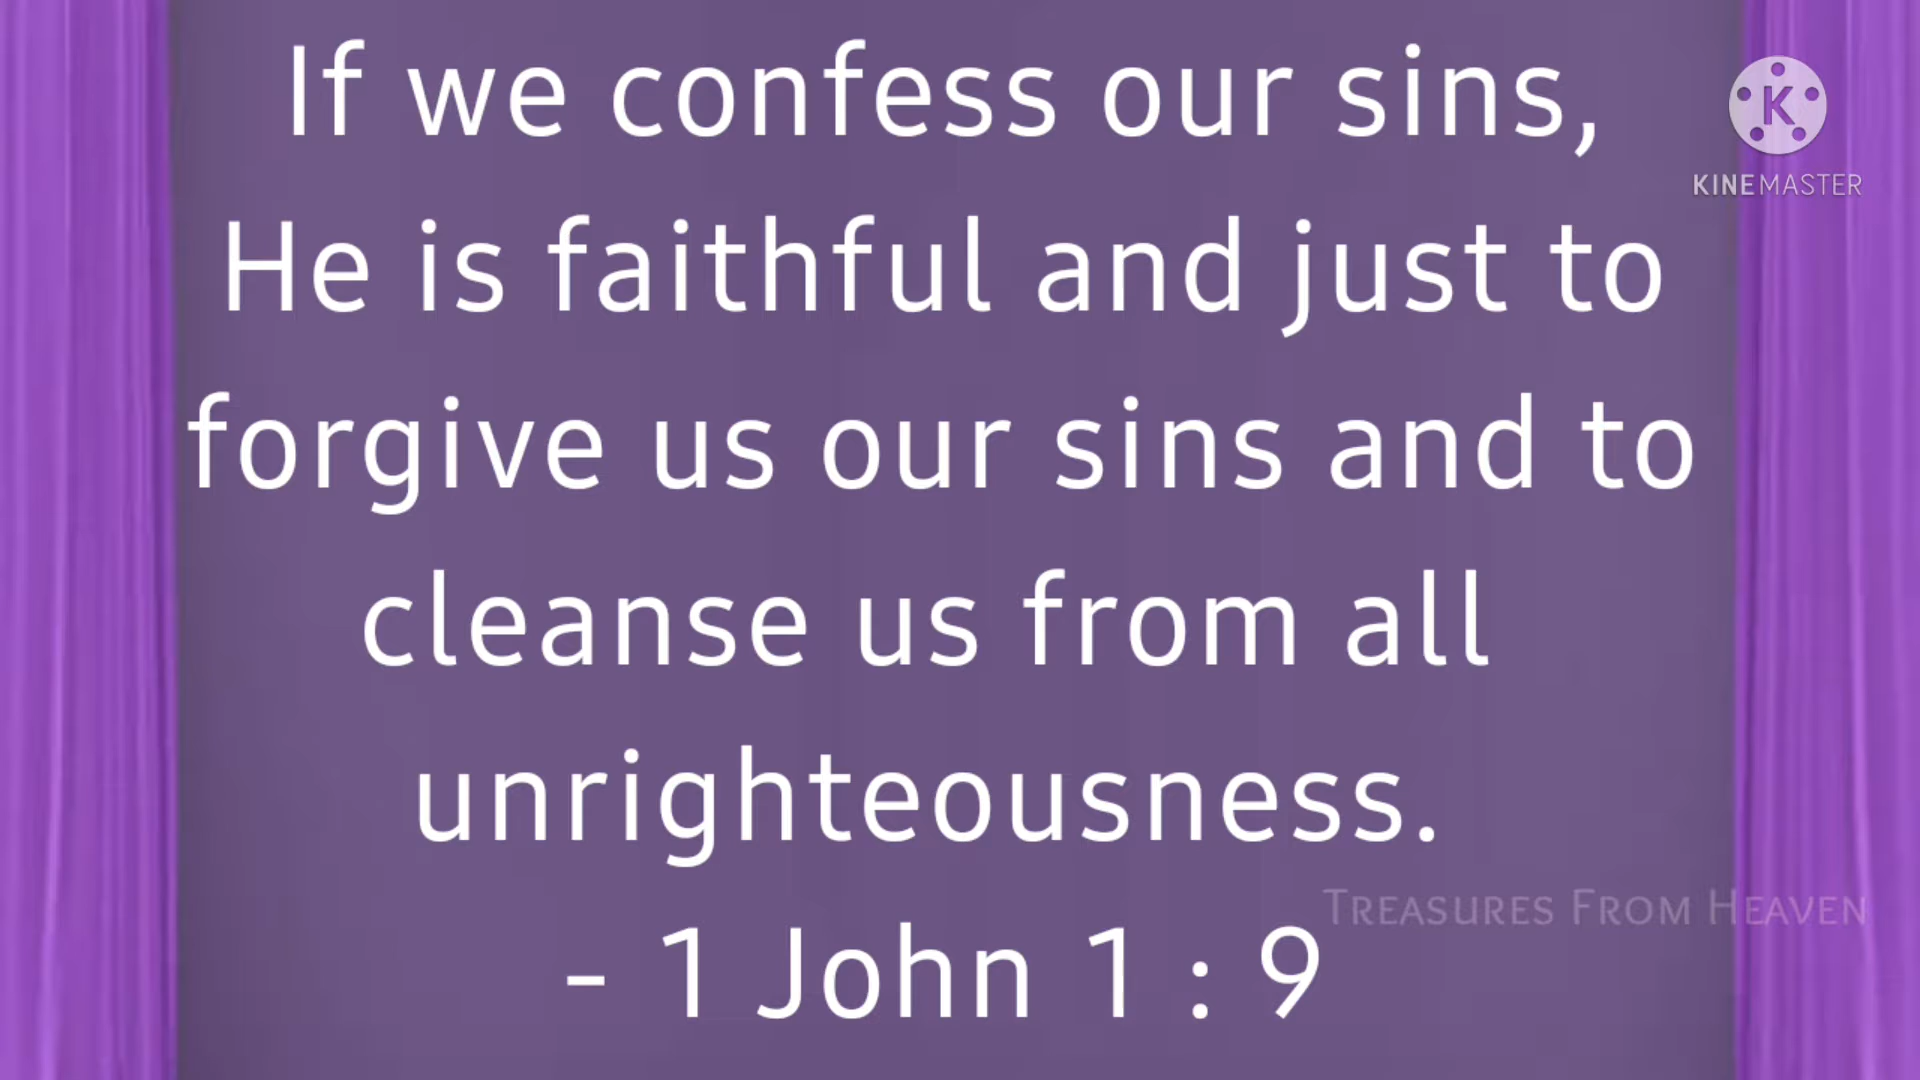 If we confess our sins,
He is faithful and just to
forgive us our sins and to
cleanse us from all
unrighteousness.
- 1 John 1 : 9
K
KINEMASTER
TREASURES FROM HEAVEN